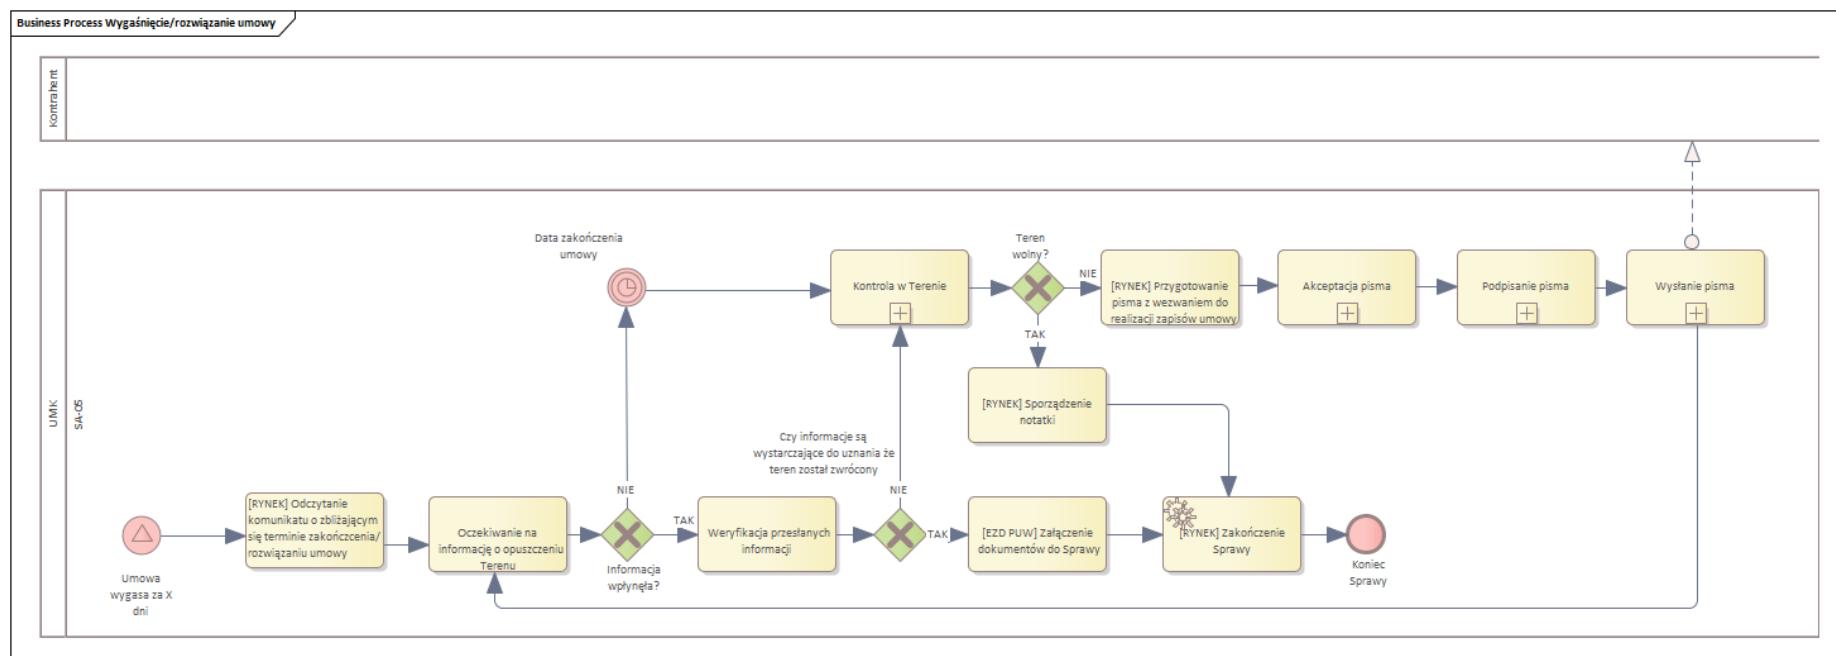 Business Process Wygaśnięcie/rozwiązanie umowy
Kontrahent
UMK
SA-05
Data zakończenia
umowy
Kontrola w Terenie
Teren
wolny?
NIE
[RYNEK] Przygotowanie
pisma z wezwaniem do
realizacji zapisów umowy
Akceptacja pisma
Podpisanie pisma
Wysłanie pisma
TAK
[RYNEK] Sporządzenie
notatki
Czy informacje są
wystarczające do uznania że
teren został zwrócony
NIE
NIE
[RYNEK] Odczytanie
komunikatu o zbliżającym
się terminie zakończcenia/
rozwiązaniu umowy
Oczekiwanie na
informację o opuszczeniu
Terenu
TAK
Weryfikacja przesłanych
informacji
TAK
[EZD PUW] Załączenie
dokumentów do Sprawy
[RYNEK] Zakończenie
Sprawy
Umowa
wygasa za X
dni
Informacja
wpłynęła?
Koniec
Sprawy